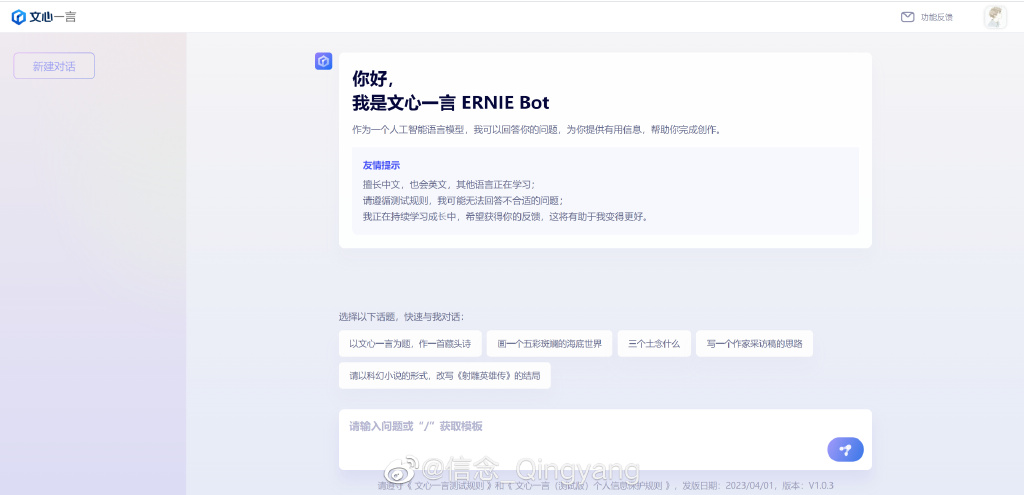 文心一言
功能反馈
新建对话
你好，
我是文心一言 ERNIE Bot
作为一个人工智能语言模型，我可以回答你的问题，为你提供有用信息，帮助你完成创作。
友情提示
擅长中文，也会英文，其他语言正在学习；
请遵循测试规则，我可能无法回答不合适的问题；
我正在持续学习成长中，希望获得你的反馈，这将有助于我变得更好。
选择以下话题，快速与我对话：
以文心一言为题，作一首藏头诗
画一个五彩斑斓的海底世界
三个土念什么
写一个作家采访稿的思路
请以科幻小说的形式，改写《射雕英雄传》的结局
请输入问题或“/”获取模板
@信念_Qingyang
请遵守《 文心一言测试规则 》和《 文心一言（测试版）个人信息保护规则 》，发版日期：2023/04/01，版本：V1.0.3